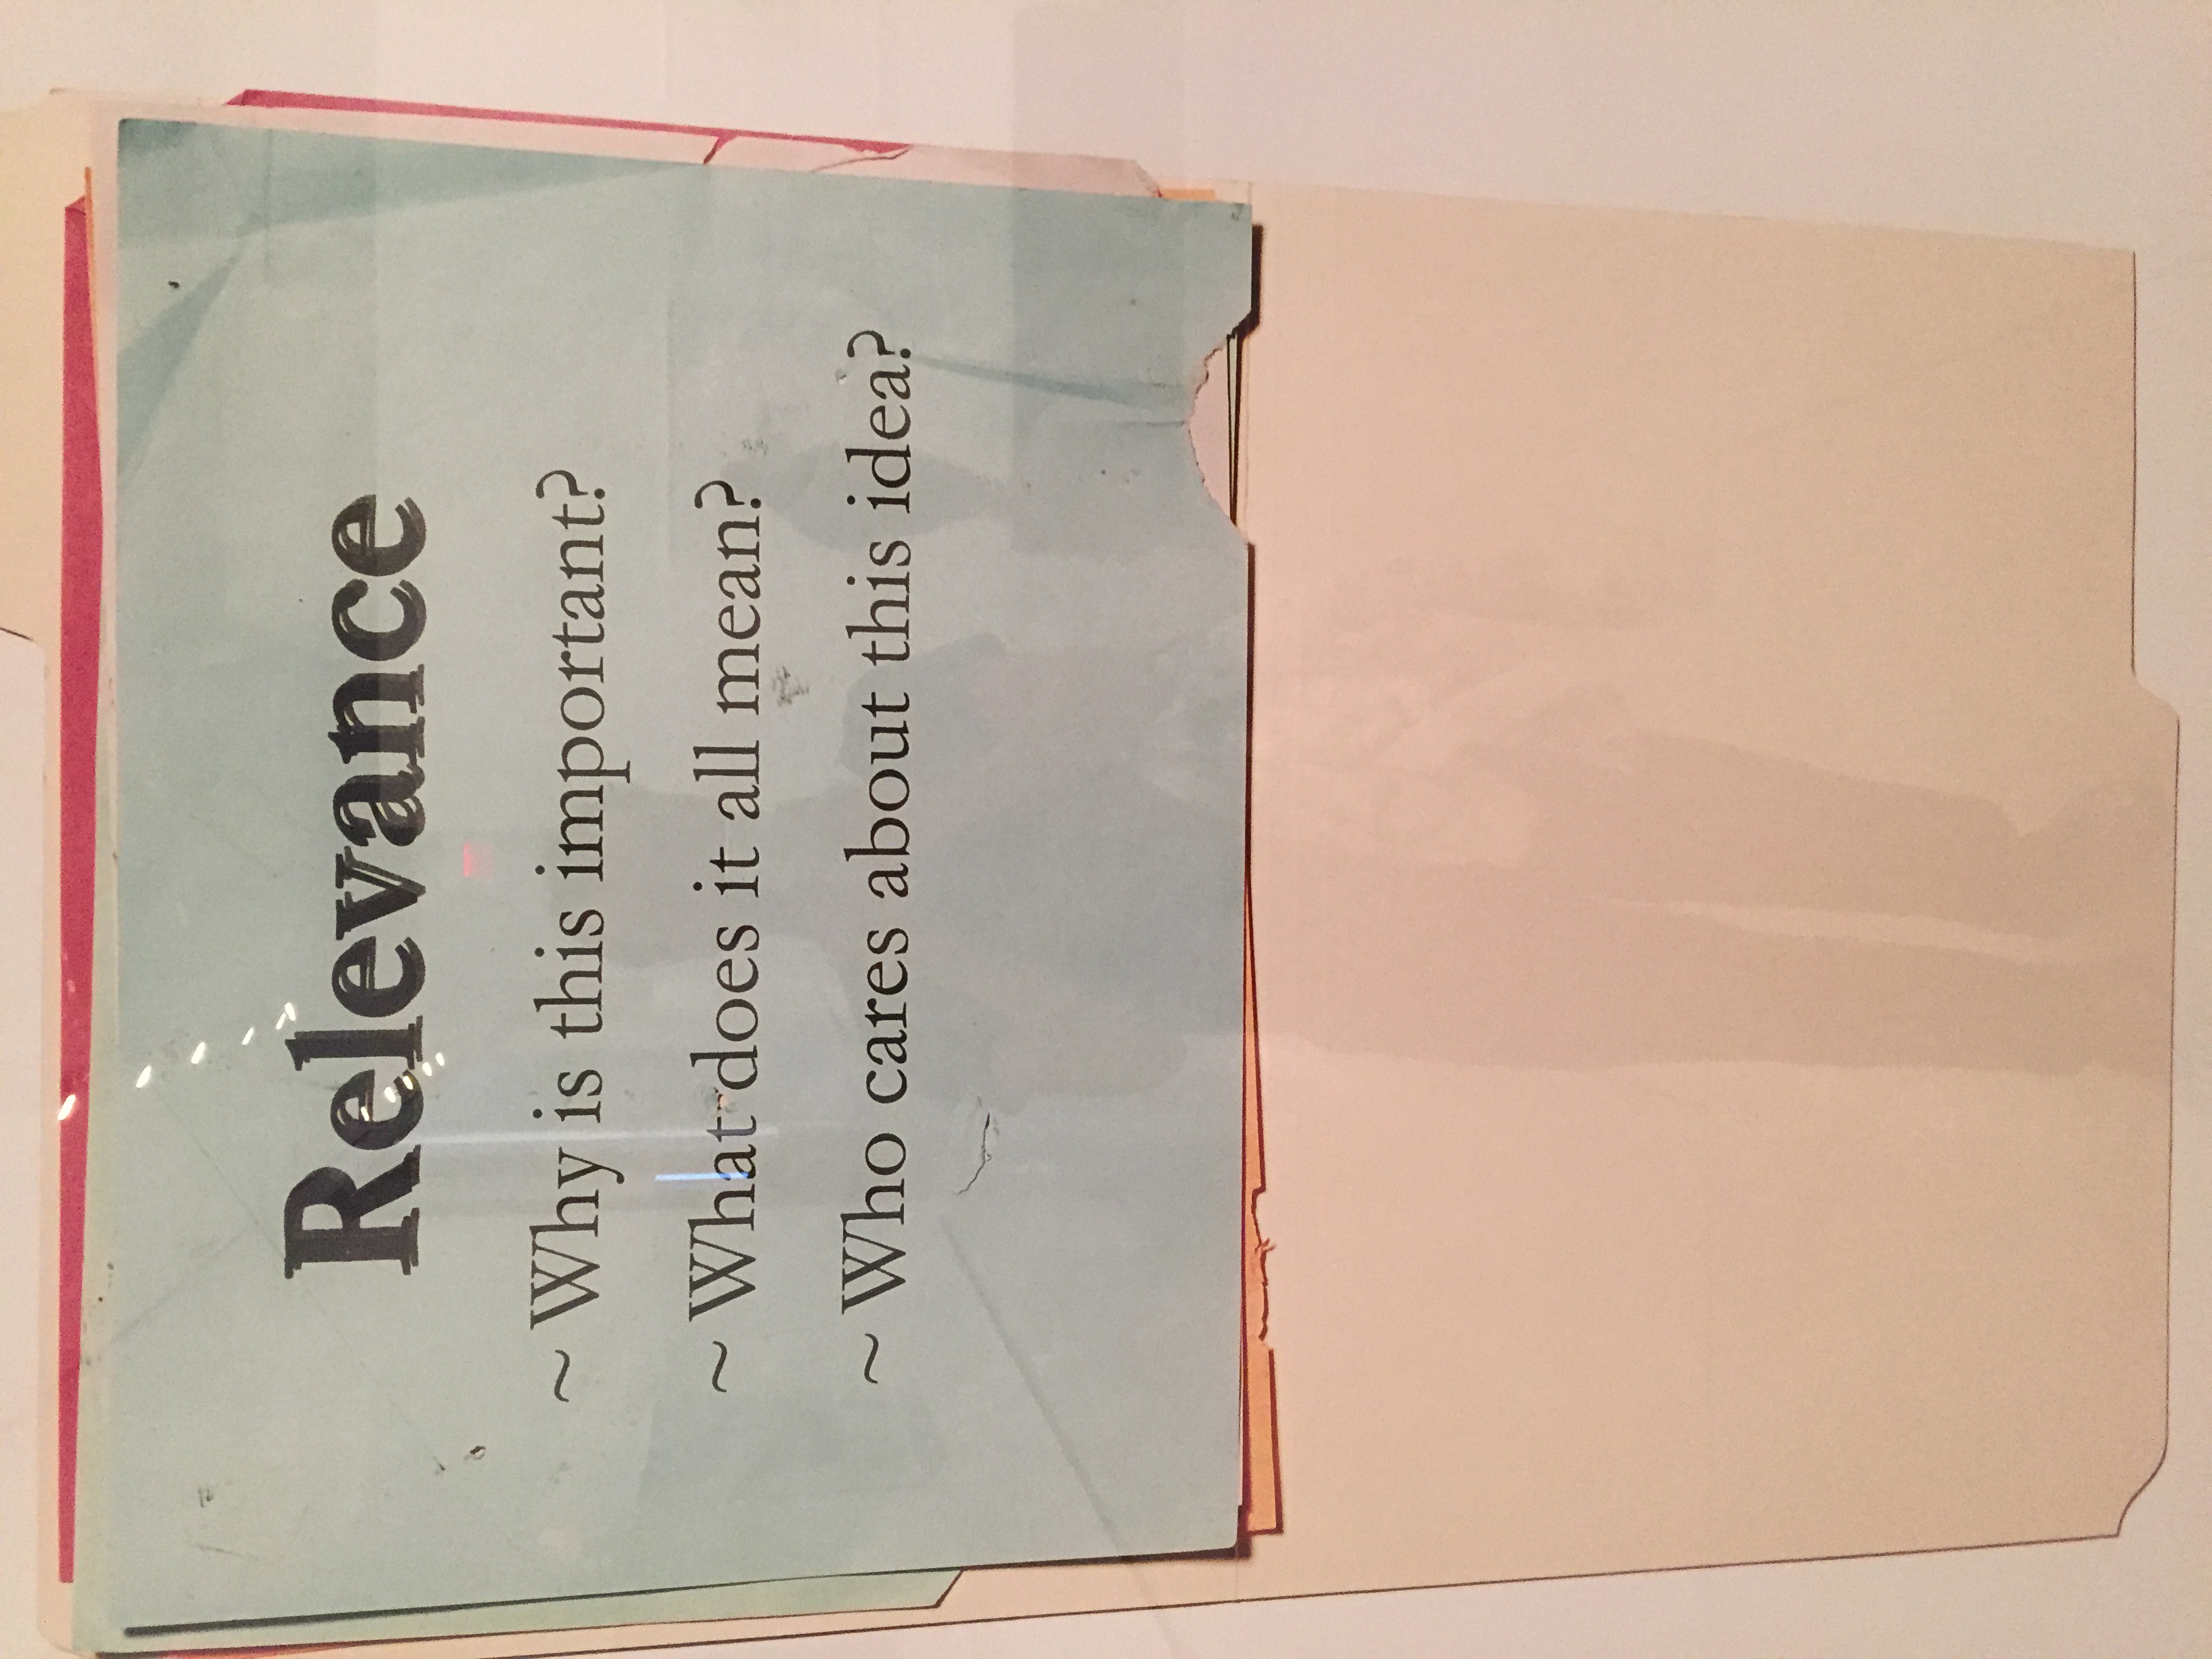 Relevance
~ Why is this important?
~ What does it all mean?
~ Who cares about this idea?